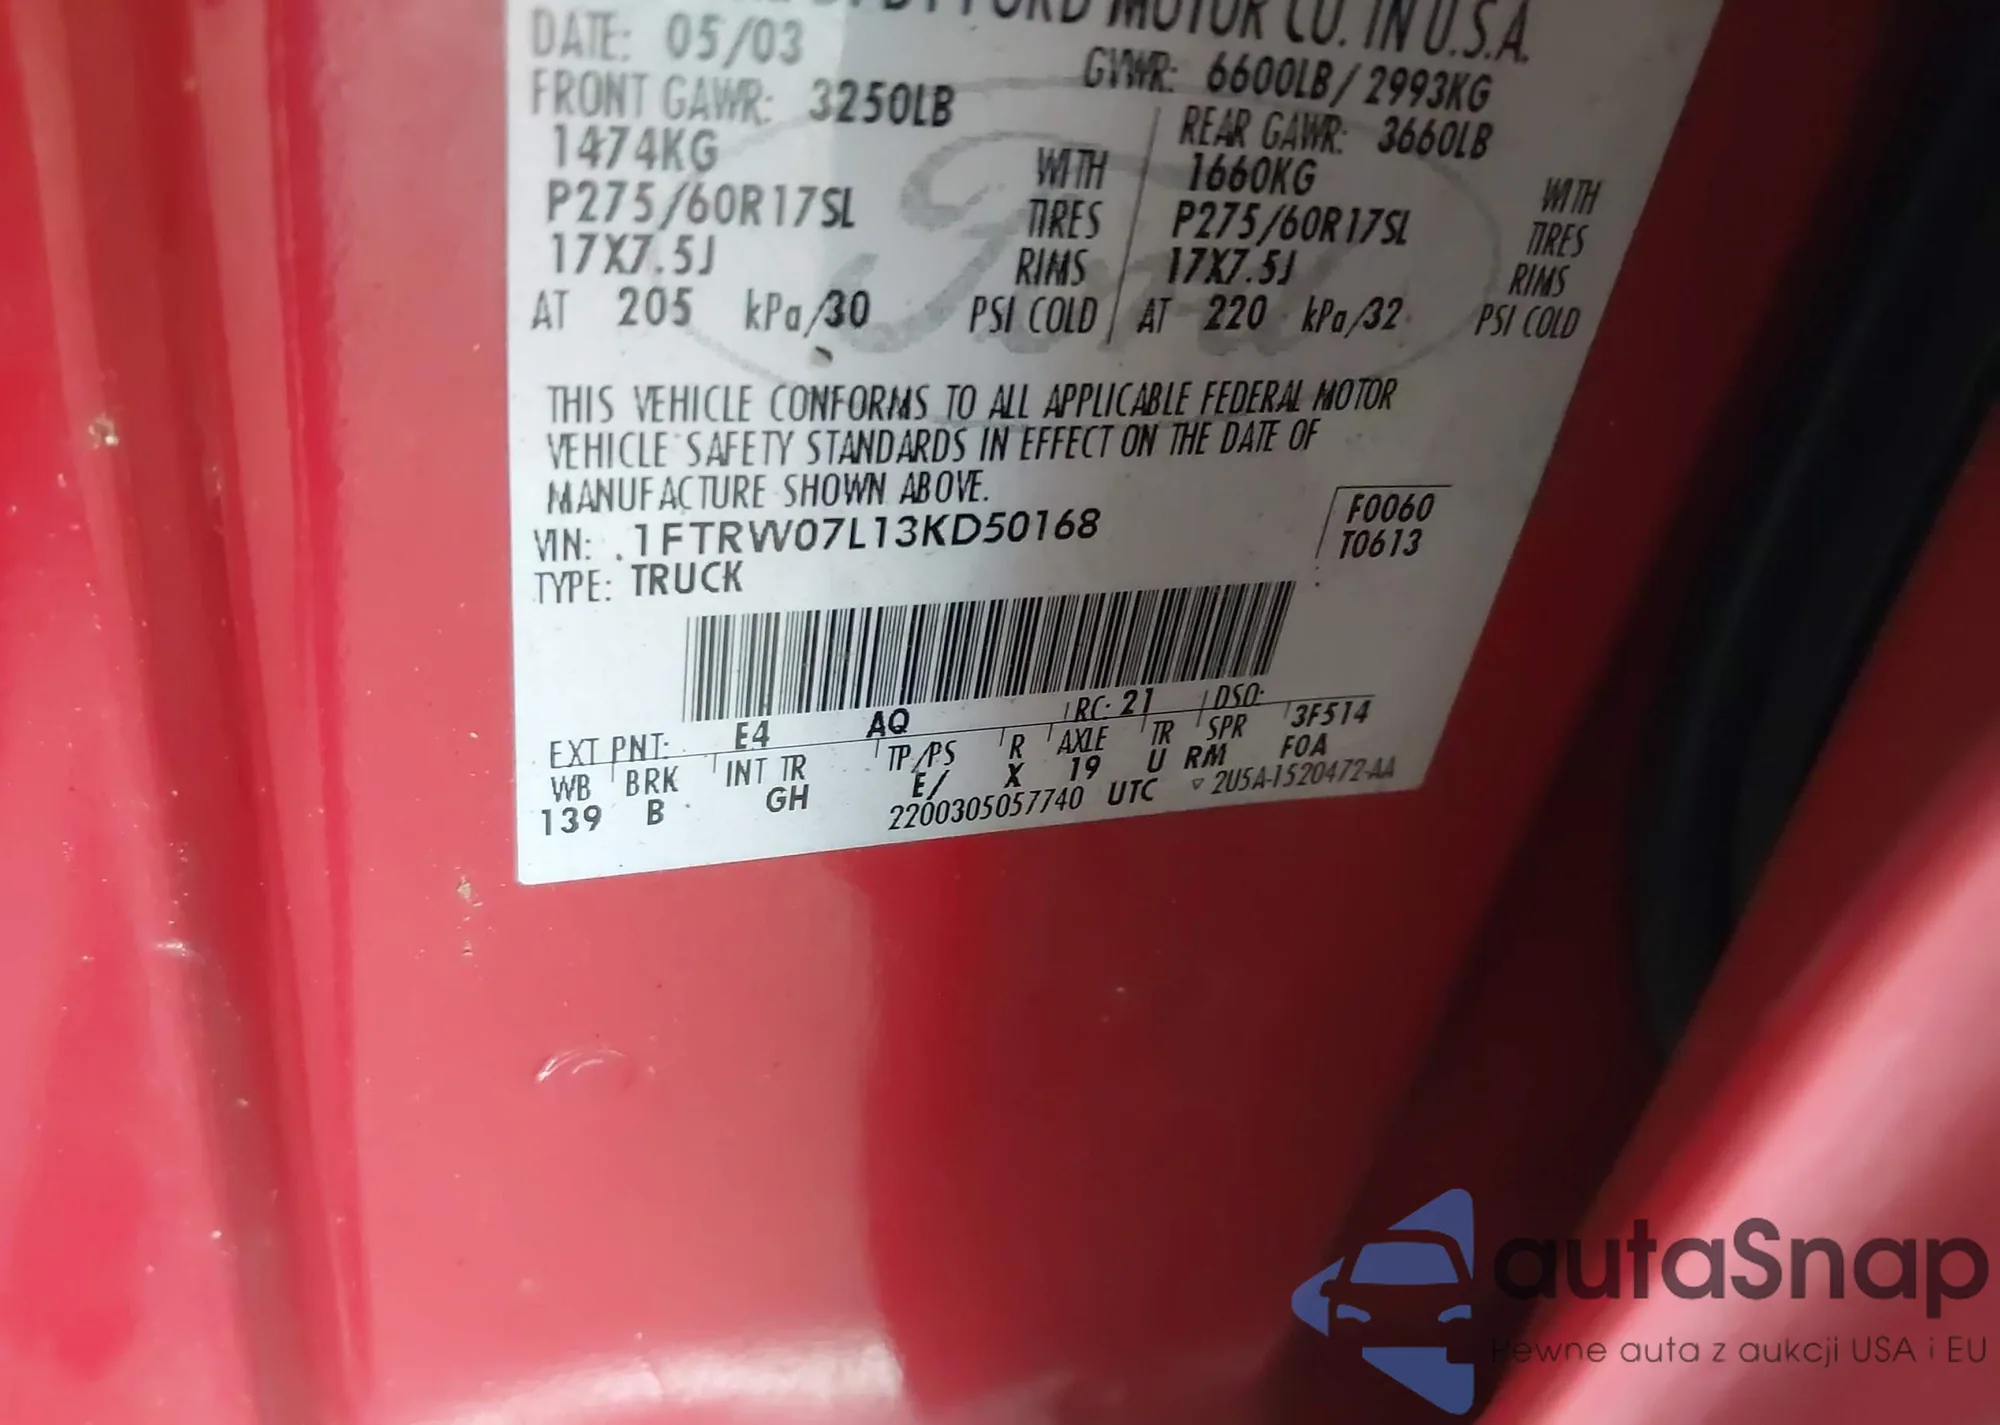 BY FORD MOTOR CO. IN U.S.A.
DATE: 05/03 GVWR: 6600LB/2993KG
FRONT GAWR: 3250LB REAR GAWR: 3660LB
1474KG WITH 1660KG WITH
P275/60R17SL TIRES P275/60R17SL TIRES
17X7.5J RIMS 17X7.5J RIMS
AT 205 kPa/30 PSI COLD AT 220 kPa/32 PSI COLD
THIS VEHICLE CONFORMS TO ALL APPLICABLE FEDERAL MOTOR
VEHICLE SAFETY STANDARDS IN EFFECT ON THE DATE OF
MANUFACTURE SHOWN ABOVE.
VIN: 1FTRW07L13KD50168 F0060
TYPE: TRUCK T0613
EXT PNT: E4 AQ RC: 21 DSO:
WB BRK INT TR TP/PS R AXLE TR SPR 3F514
139 B GH E/ X 19 U RM FOA
2200305057740 UTC ▿ 2U5A-1520472-AA
Ford
autaSnap
Pewne auta z aukcji USA i EU